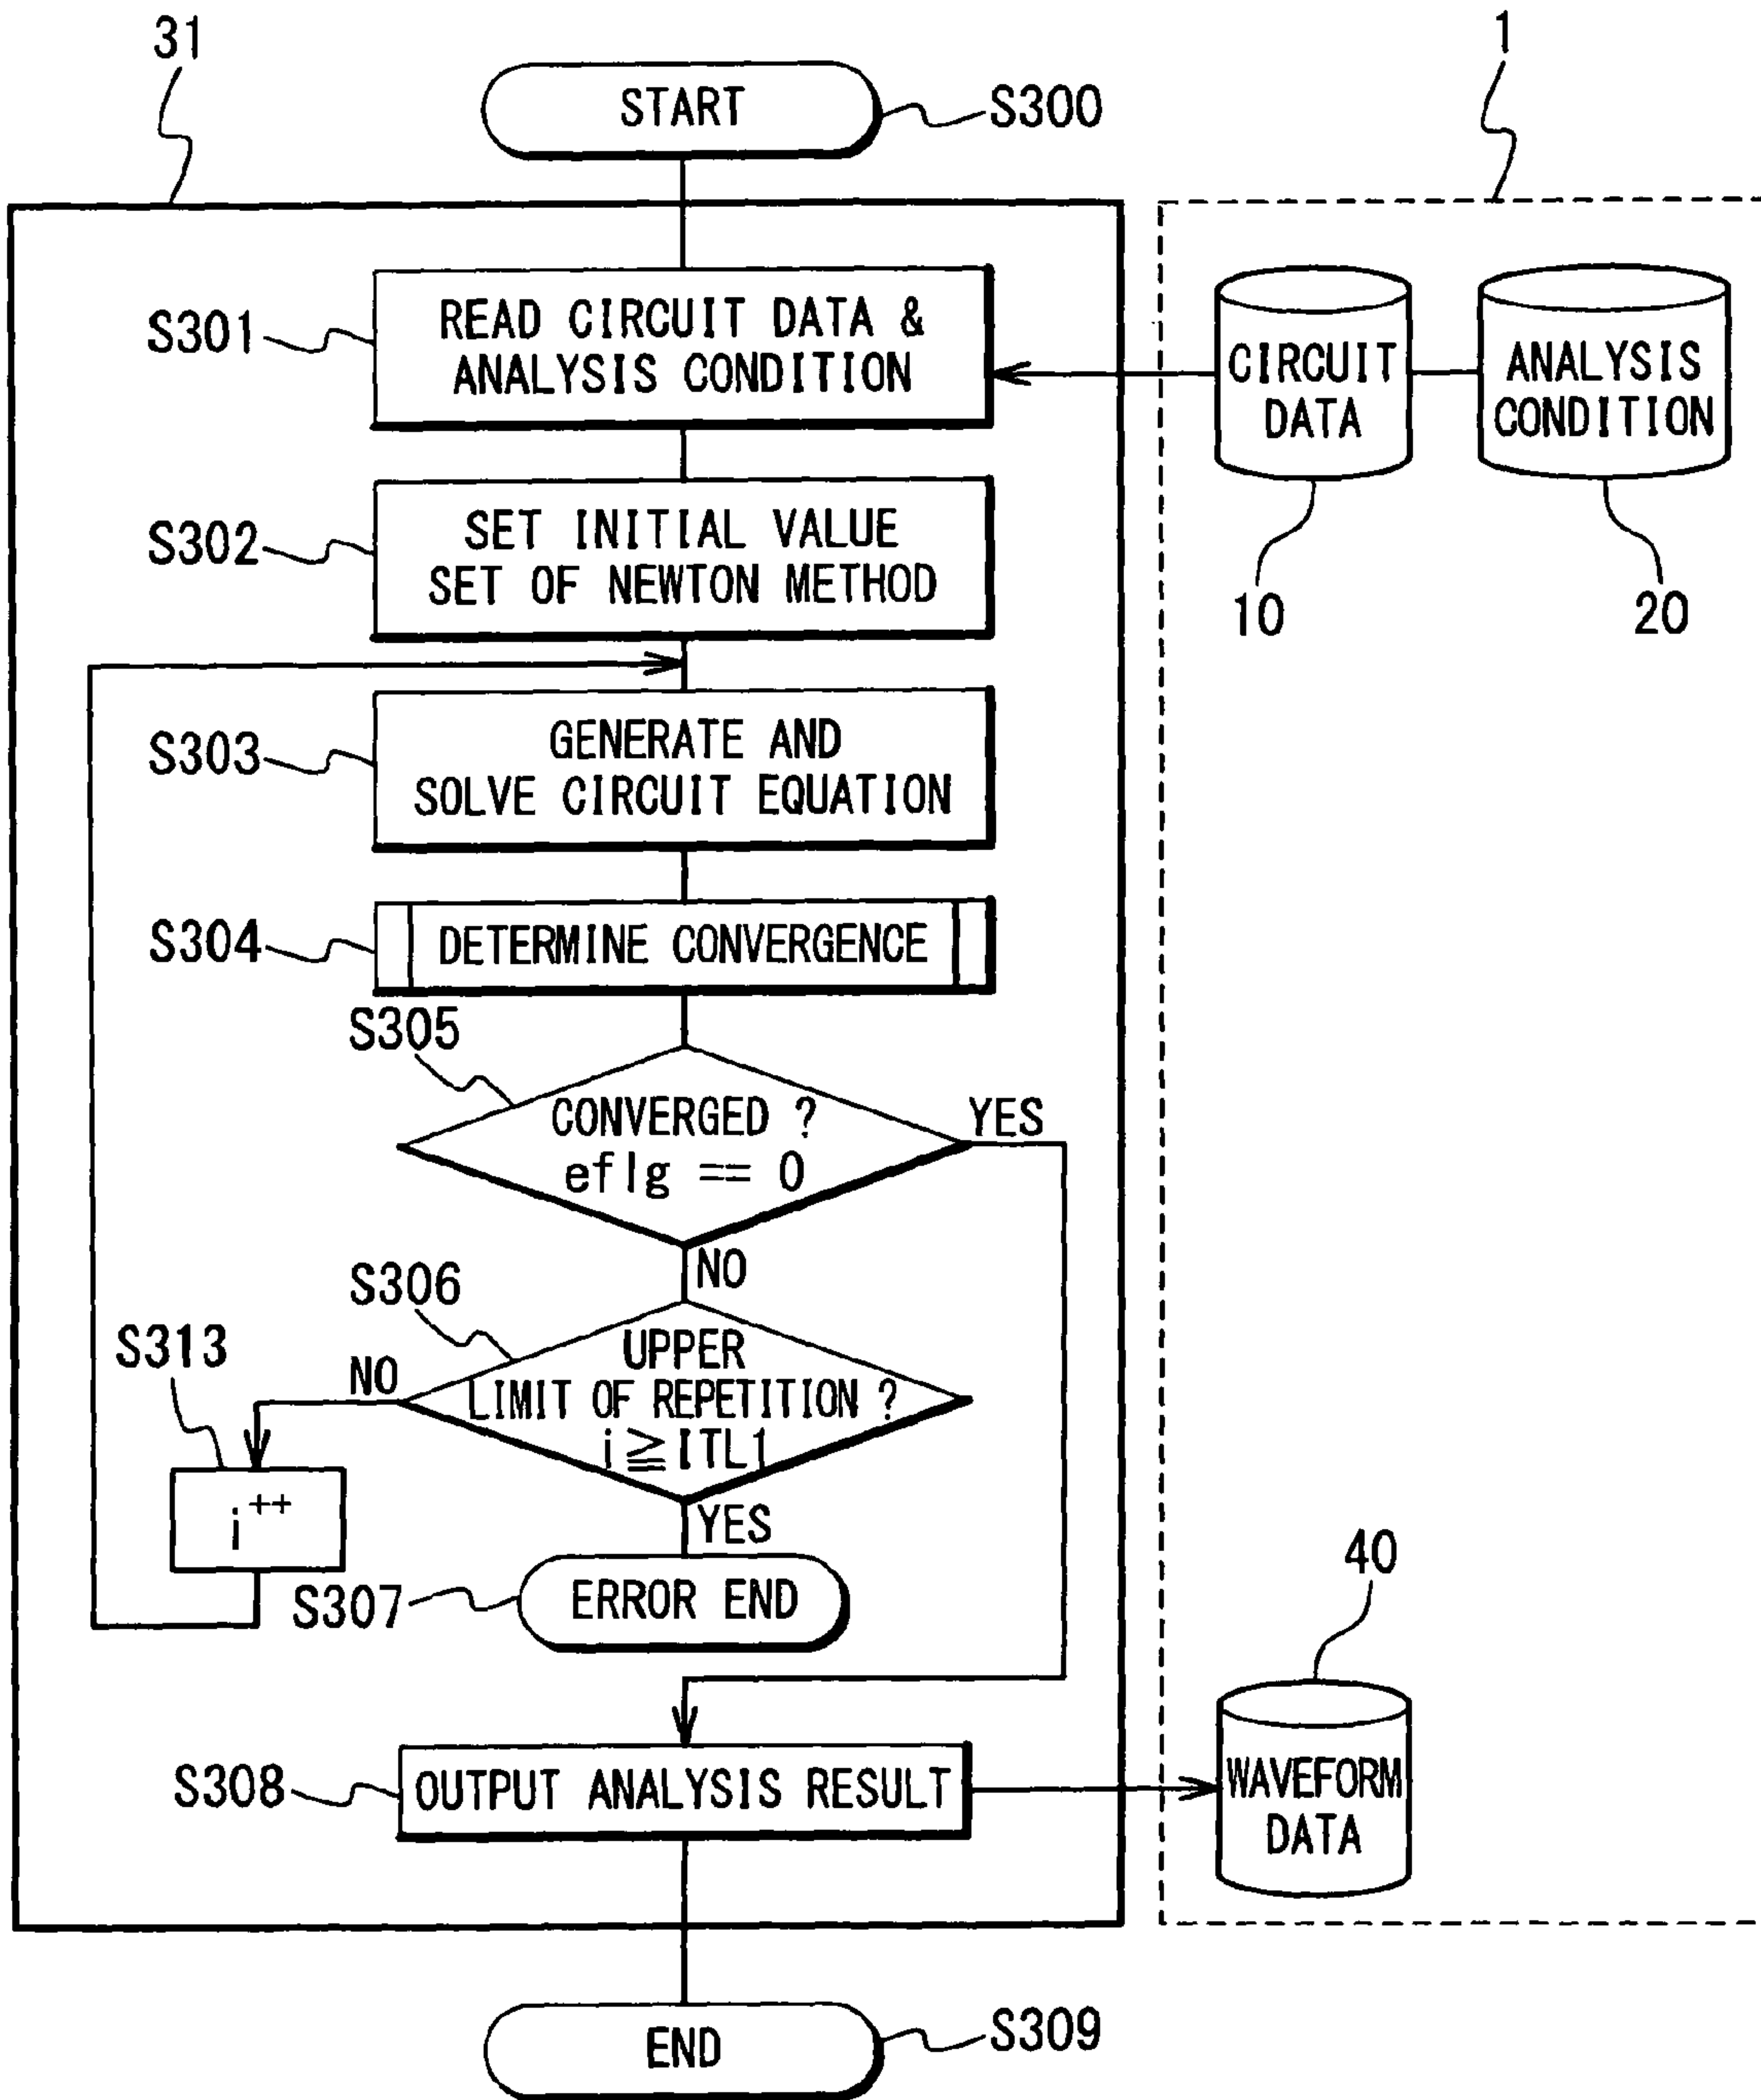 31
1
START
S300
S301
READ CIRCUIT DATA &
ANALYSIS CONDITION
CIRCUIT
DATA
ANALYSIS
CONDITION
10
20
S302
SET INITIAL VALUE
SET OF NEWTON METHOD
S303
GENERATE AND
SOLVE CIRCUIT EQUATION
S304
DETERMINE CONVERGENCE
S305
CONVERGED ?
eflg == 0
YES
NO
S306
UPPER
LIMIT OF REPETITION ?
i ≧ ITL1
NO
YES
S313
i++
S307
ERROR END
40
WAVEFORM
DATA
S308
OUTPUT ANALYSIS RESULT
END
S309